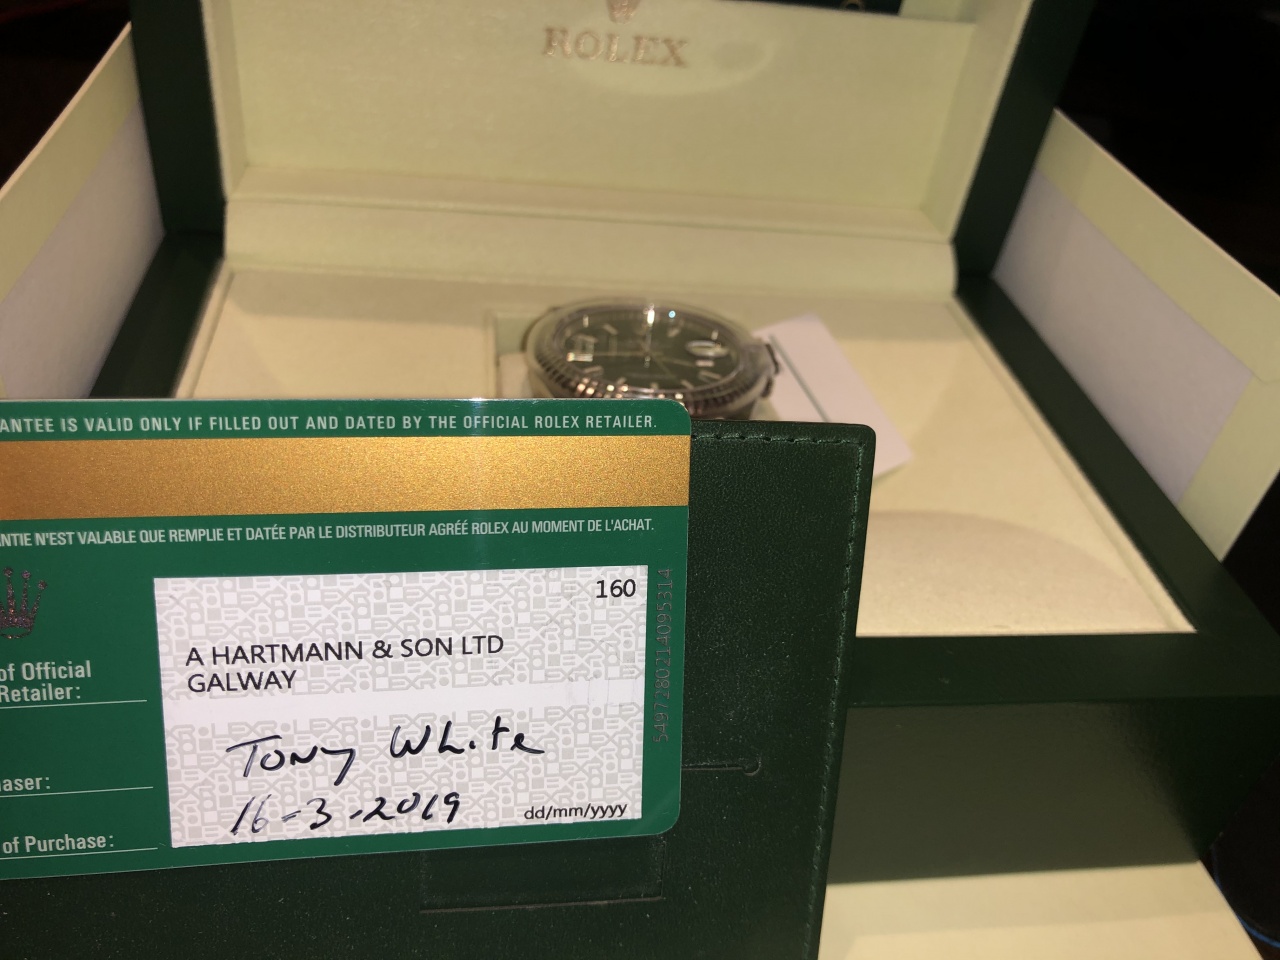 ROLEX
ANTEE IS VALID ONLY IF FILLED OUT AND DATED BY THE OFFICIAL ROLEX RETAILER.
NTIE N'EST VALABLE QUE REMPLIE ET DATÉE PAR LE DISTRIBUTEUR AGRÉÉ ROLEX AU MOMENT DE L'ACHAT.
160
A HARTMANN & SON LTD
GALWAY
of Official
Retailer:
Tony White
aser:
16-3-2019
dd/mm/yyyy
of Purchase:
5497280214095314